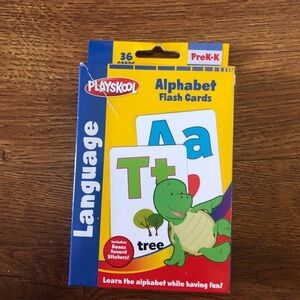 36
CARDS
PreK-K
PLAYSKOOL
Alphabet
Flash Cards
Language
Aa
Tt
tree
Includes
Bonus
Reward
Stickers!
Learn the alphabet while having fun!